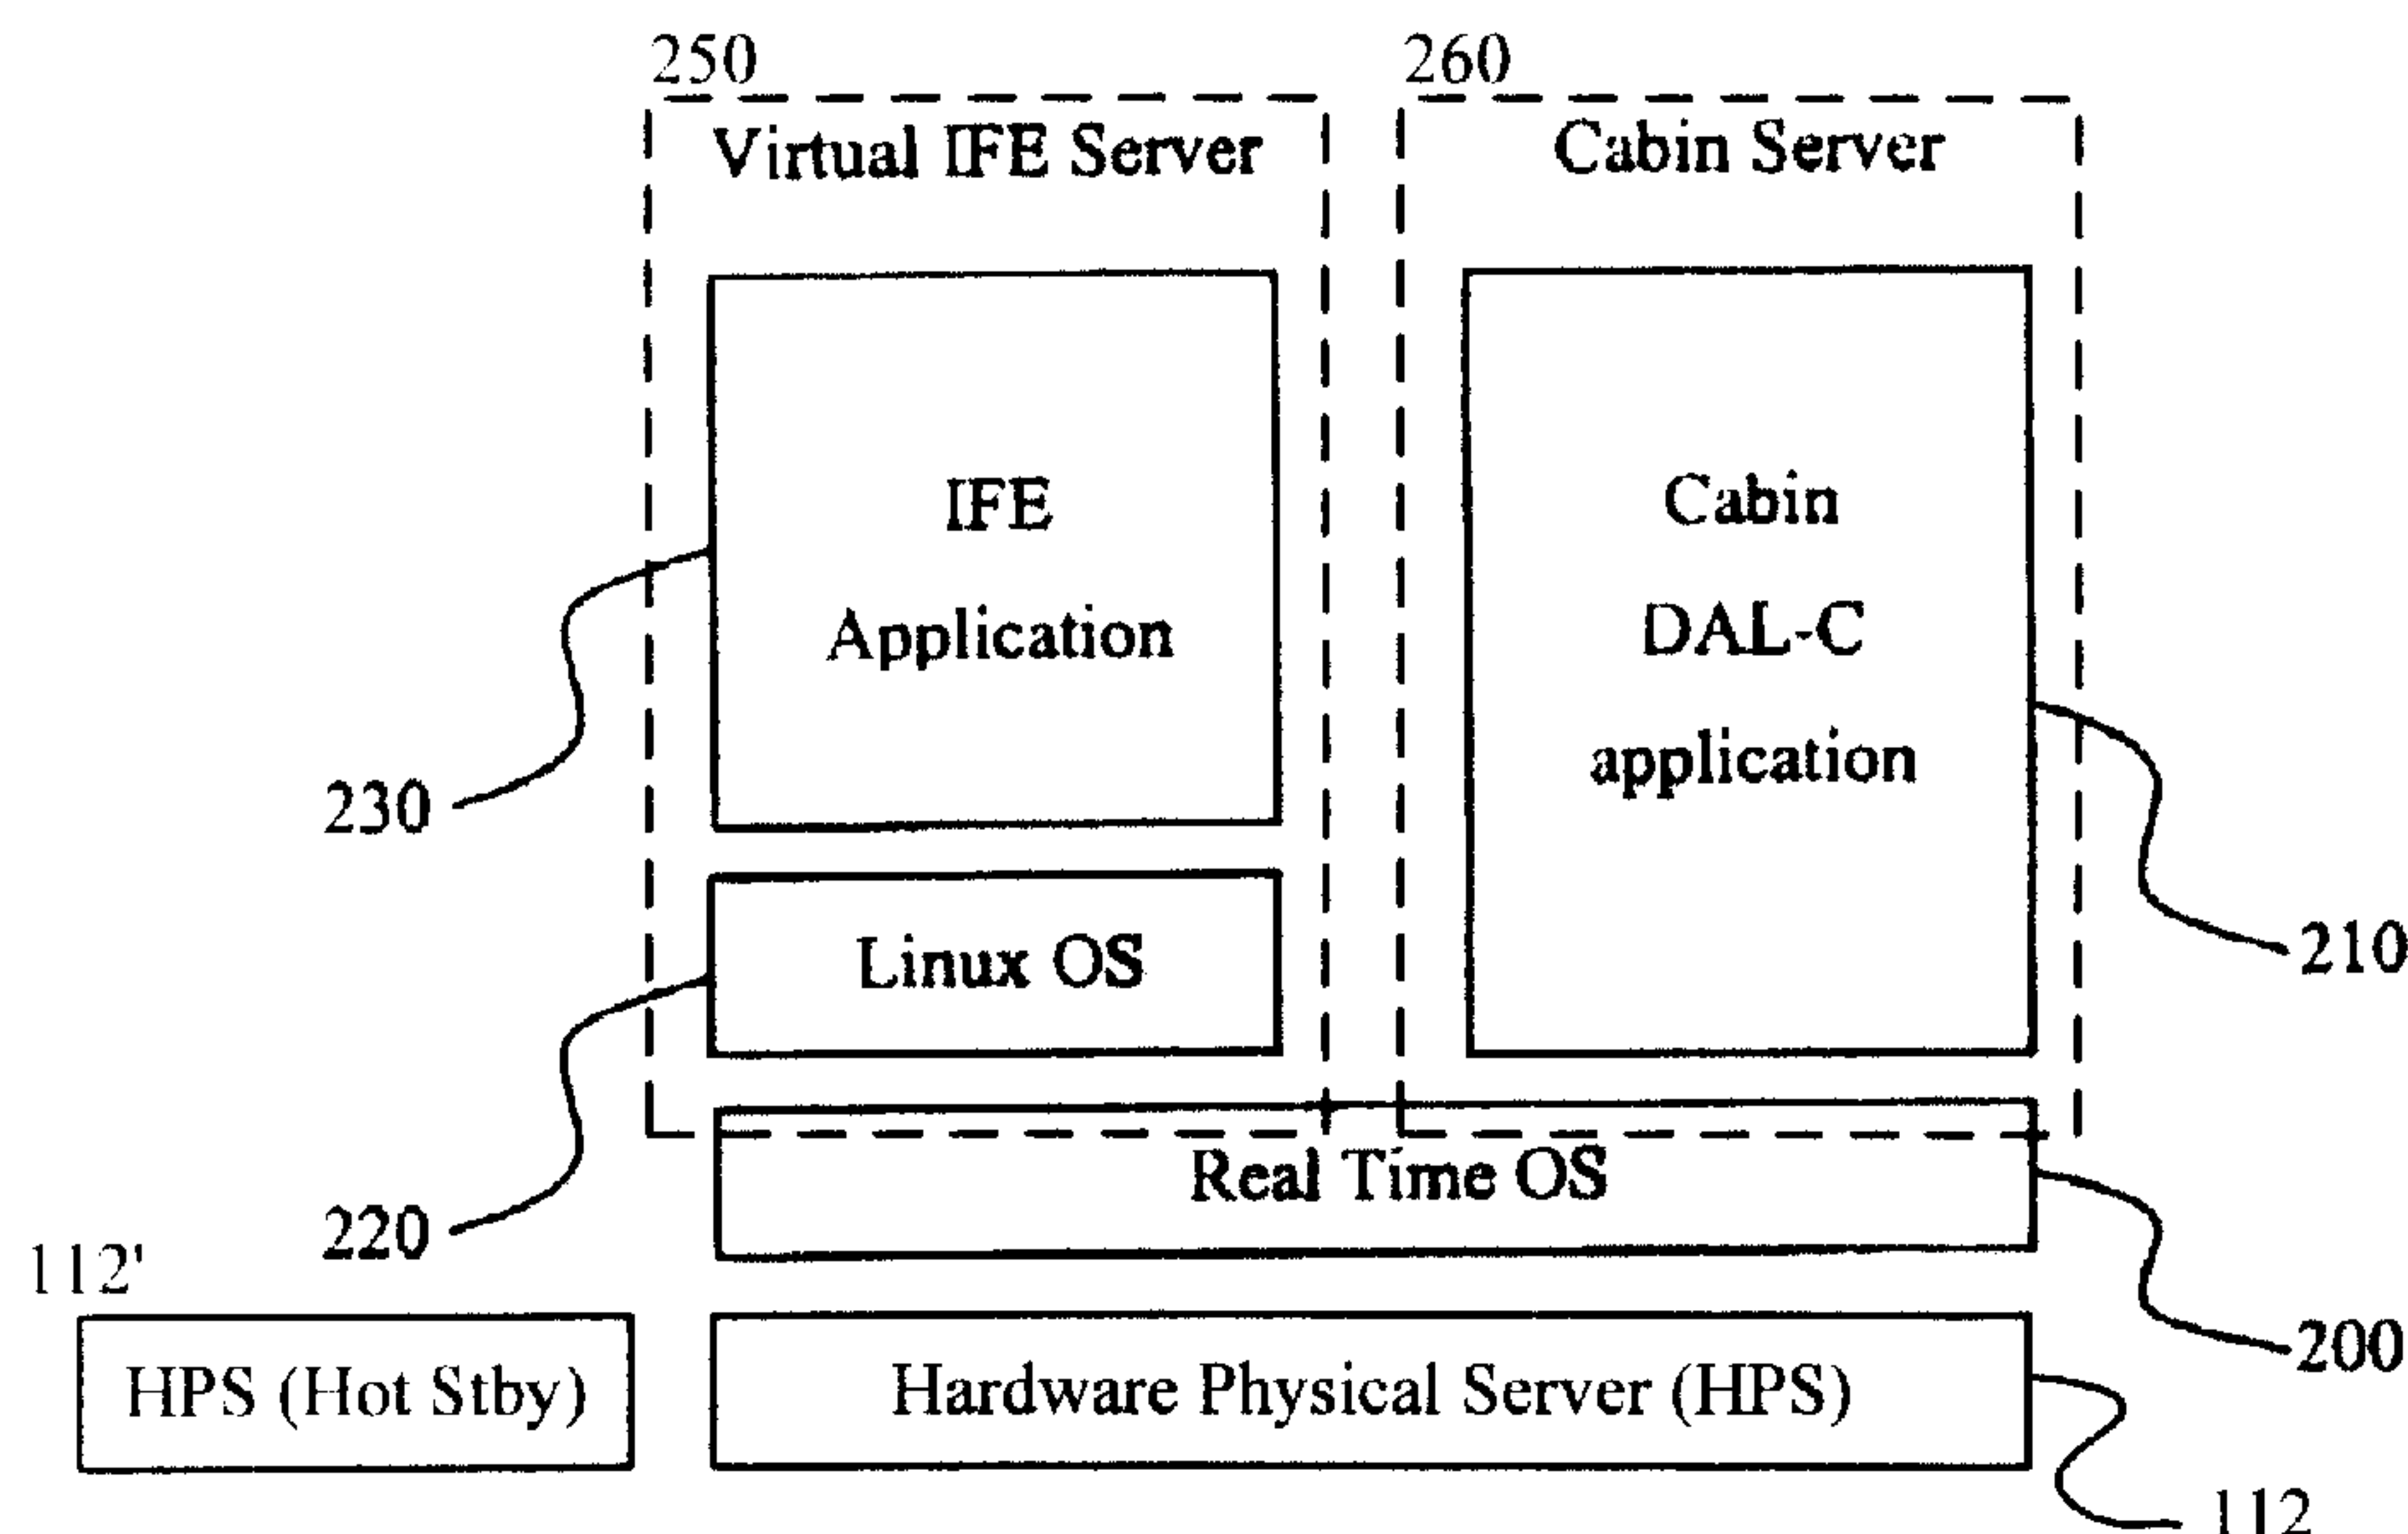 250
260
Virtual IFE Server
Cabin Server
IFE
Application
Cabin
DAL-C
application
230
Linux OS
210
Real Time OS
220
112'
200
HPS (Hot Stby)
Hardware Physical Server (HPS)
112